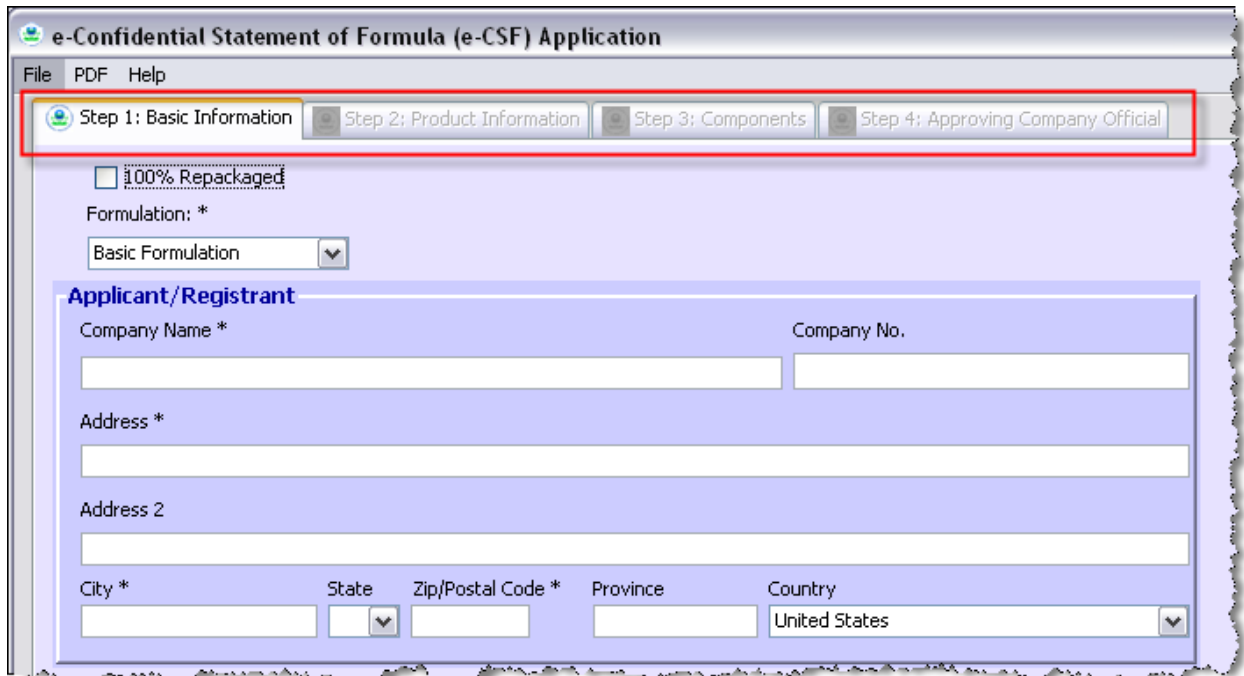 e-Confidential Statement of Formula (e-CSF) Application
File PDF Help
Step 1: Basic Information Step 2: Product Information Step 3: Components Step 4: Approving Company Official
100% Repackaged
Formulation: *
Basic Formulation
Applicant/Registrant
Company Name * Company No.
Address *
Address 2
City * State Zip/Postal Code * Province Country
United States